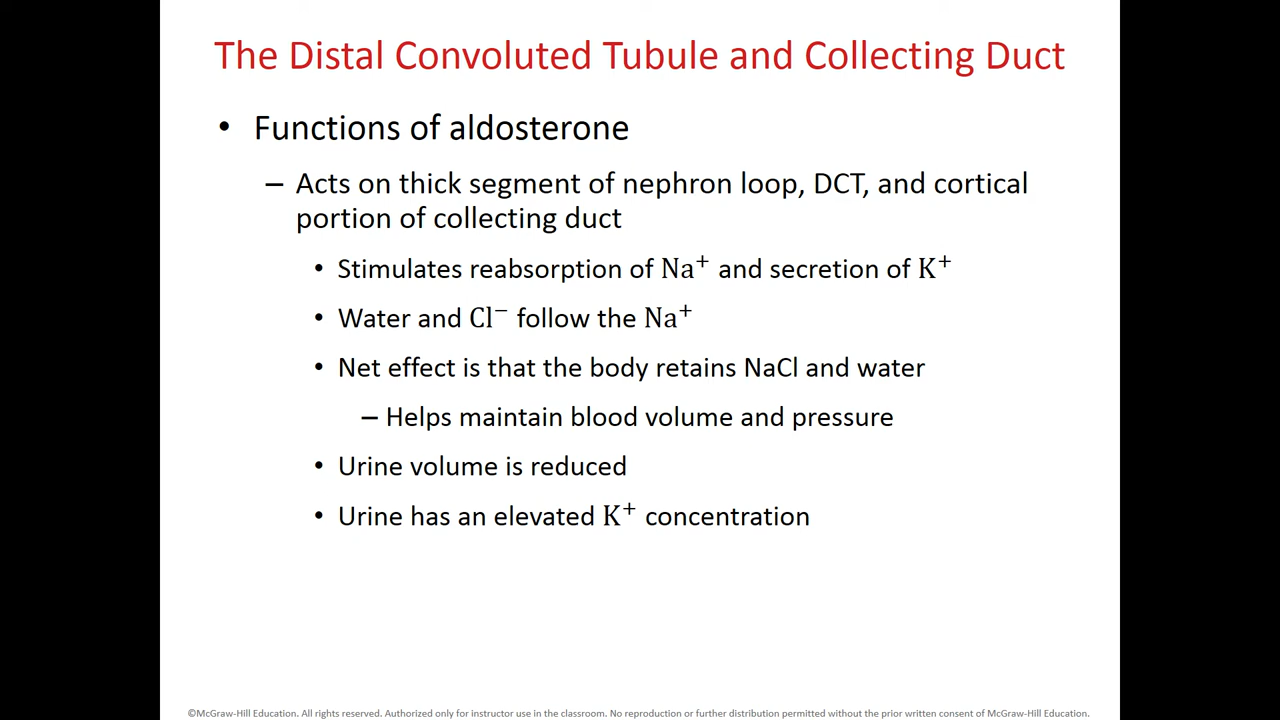 The Distal Convoluted Tubule and Collecting Duct
• Functions of aldosterone
– Acts on thick segment of nephron loop, DCT, and cortical
portion of collecting duct
• Stimulates reabsorption of Na⁺ and secretion of K⁺
• Water and Cl⁻ follow the Na⁺
• Net effect is that the body retains NaCl and water
– Helps maintain blood volume and pressure
• Urine volume is reduced
• Urine has an elevated K⁺ concentration
©McGraw-Hill Education. All rights reserved. Authorized only for instructor use in the classroom. No reproduction or further distribution permitted without the prior written consent of McGraw-Hill Education.